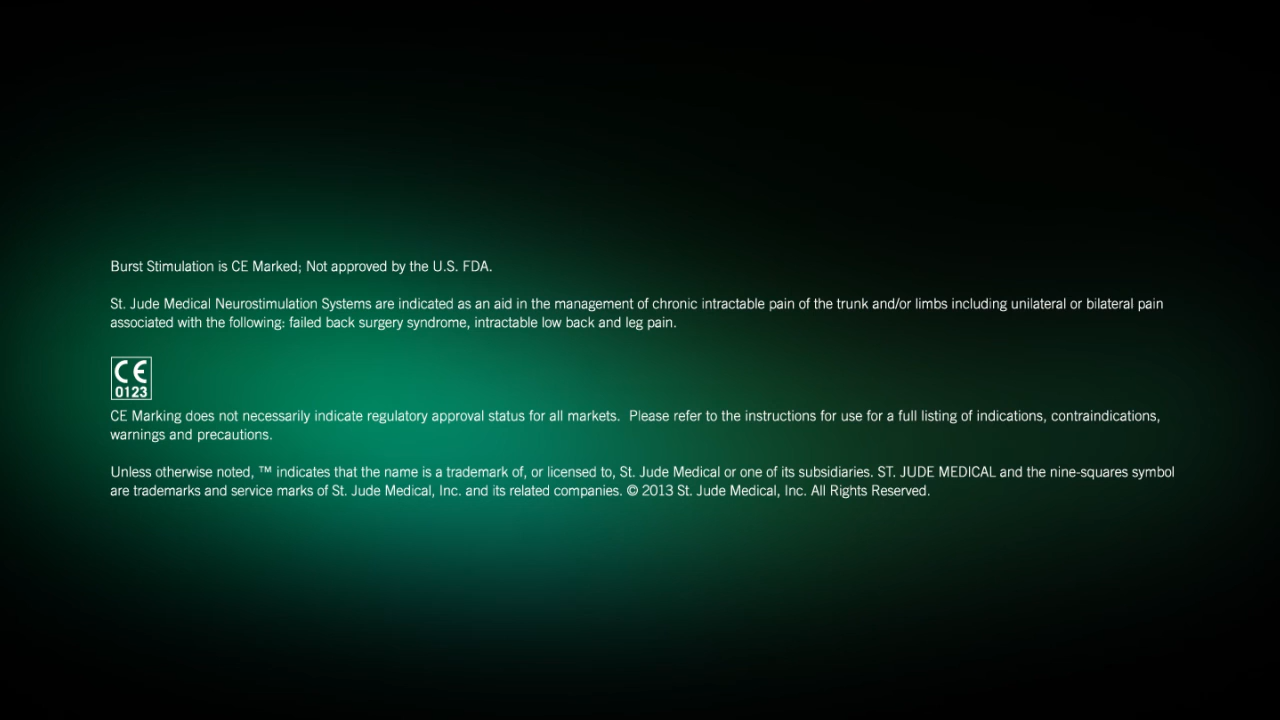 Burst Stimulation is CE Marked; Not approved by the U.S. FDA.
St. Jude Medical Neurostimulation Systems are indicated as an aid in the management of chronic intractable pain of the trunk and/or limbs including unilateral or bilateral pain
associated with the following: failed back surgery syndrome, intractable low back and leg pain.
CE
0123
CE Marking does not necessarily indicate regulatory approval status for all markets.  Please refer to the instructions for use for a full listing of indications, contraindications,
warnings and precautions.
Unless otherwise noted, ™ indicates that the name is a trademark of, or licensed to, St. Jude Medical or one of its subsidiaries. ST. JUDE MEDICAL and the nine-squares symbol
are trademarks and service marks of St. Jude Medical, Inc. and its related companies. © 2013 St. Jude Medical, Inc. All Rights Reserved.